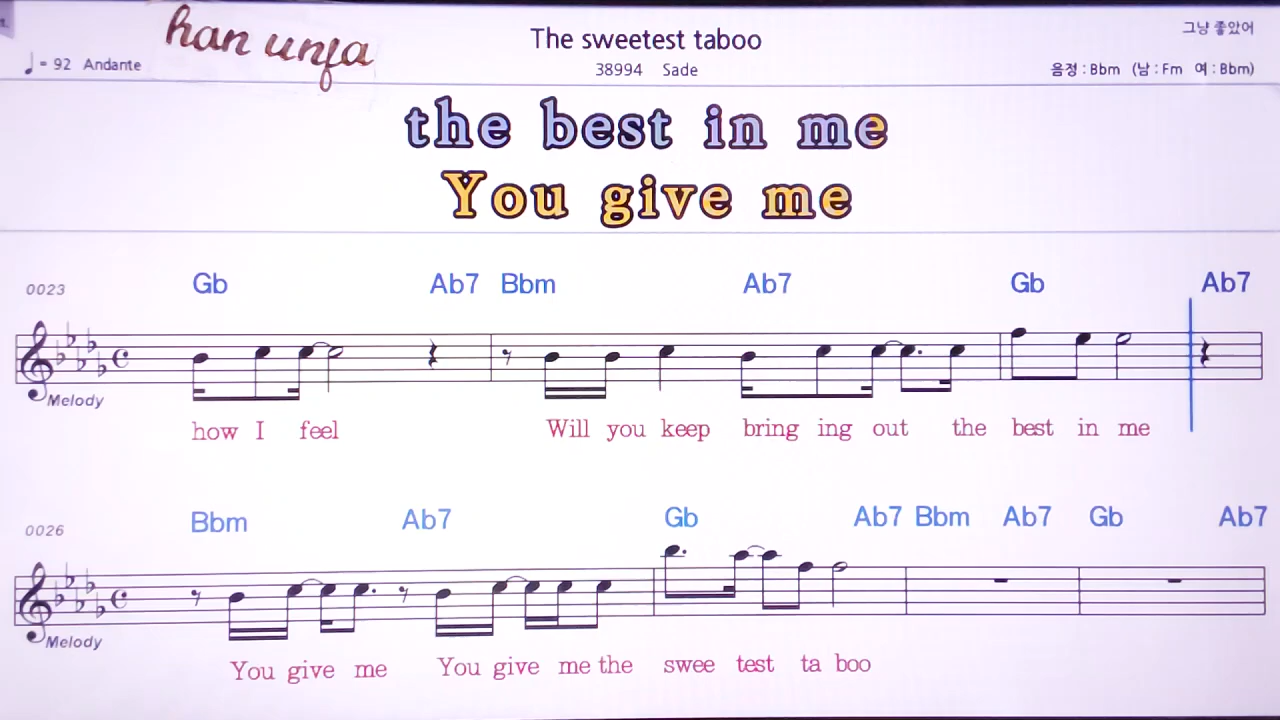 han unfa
The sweetest taboo
그냥 좋았어
= 92 Andante
38994 Sade
음정 : Bbm (남 : Fm 여 : Bbm)
the best in me
You give me
0023
Gb Ab7 Bbm Ab7 Gb Ab7
Melody
how I feel Will you keep bring ing out the best in me
0026
Bbm Ab7 Gb Ab7 Bbm Ab7 Gb Ab7
Melody
You give me You give me the swee test ta boo